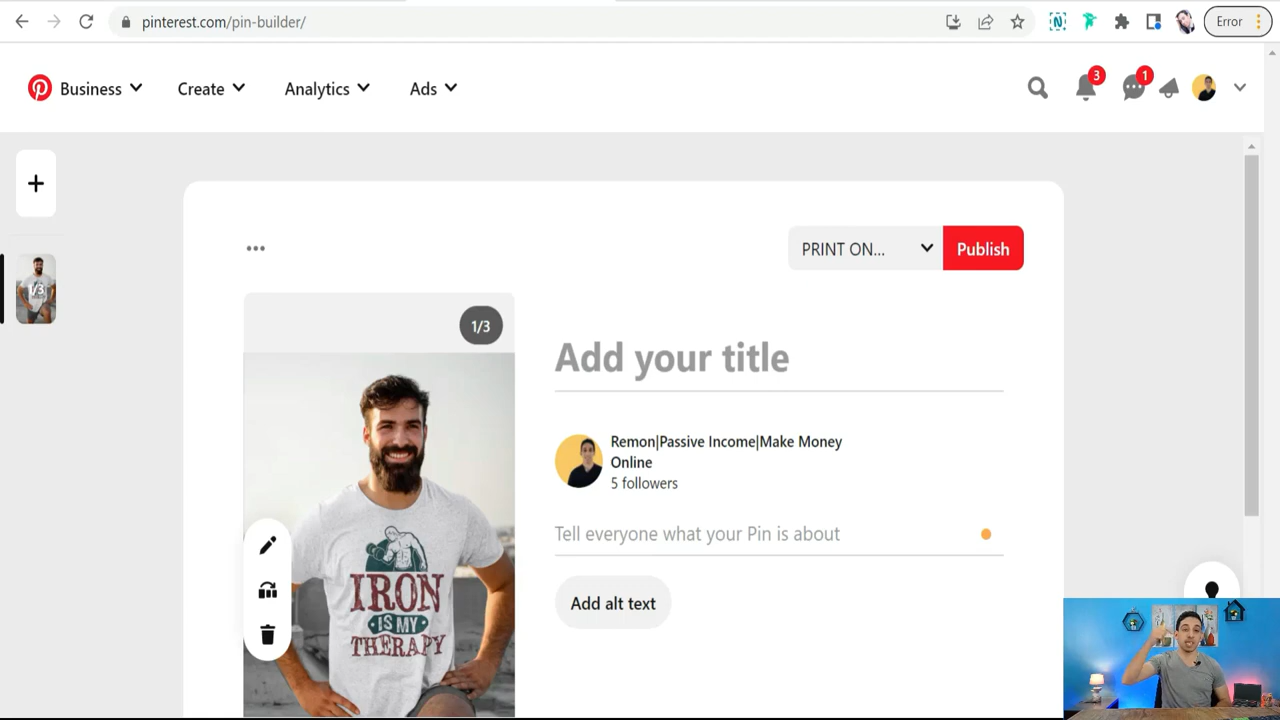 pinterest.com/pin-builder/
Error
Business
Create
Analytics
Ads
3
1
1/3
PRINT ON...
Publish
1/3
Add your title
Remon|Passive Income|Make Money
Online
5 followers
Tell everyone what your Pin is about
Add alt text
IRON
IS MY
THERAPY